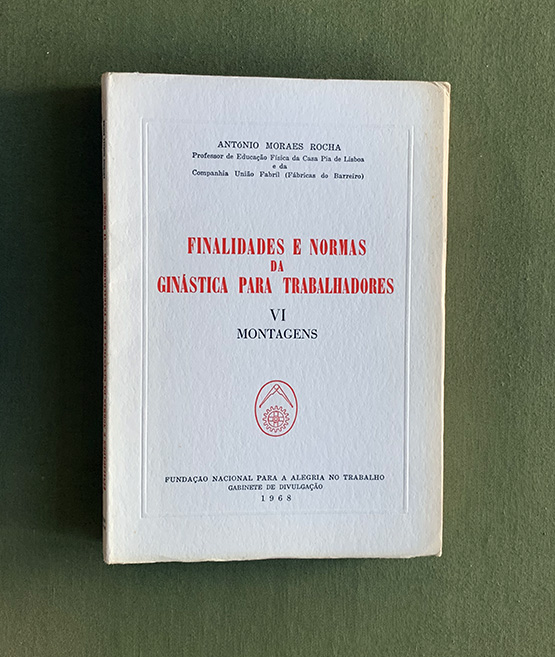 ANTÓNIO MORAES ROCHA
Professor de Educação Física da Casa Pia de Lisboa
e da
Companhia União Fabril (Fábricas do Barreiro)
FINALIDADES E NORMAS
DA
GINÁSTICA PARA TRABALHADORES
VI
MONTAGENS
FUNDAÇÃO NACIONAL PARA A ALEGRIA NO TRABALHO
GABINETE DE DIVULGAÇÃO
1968